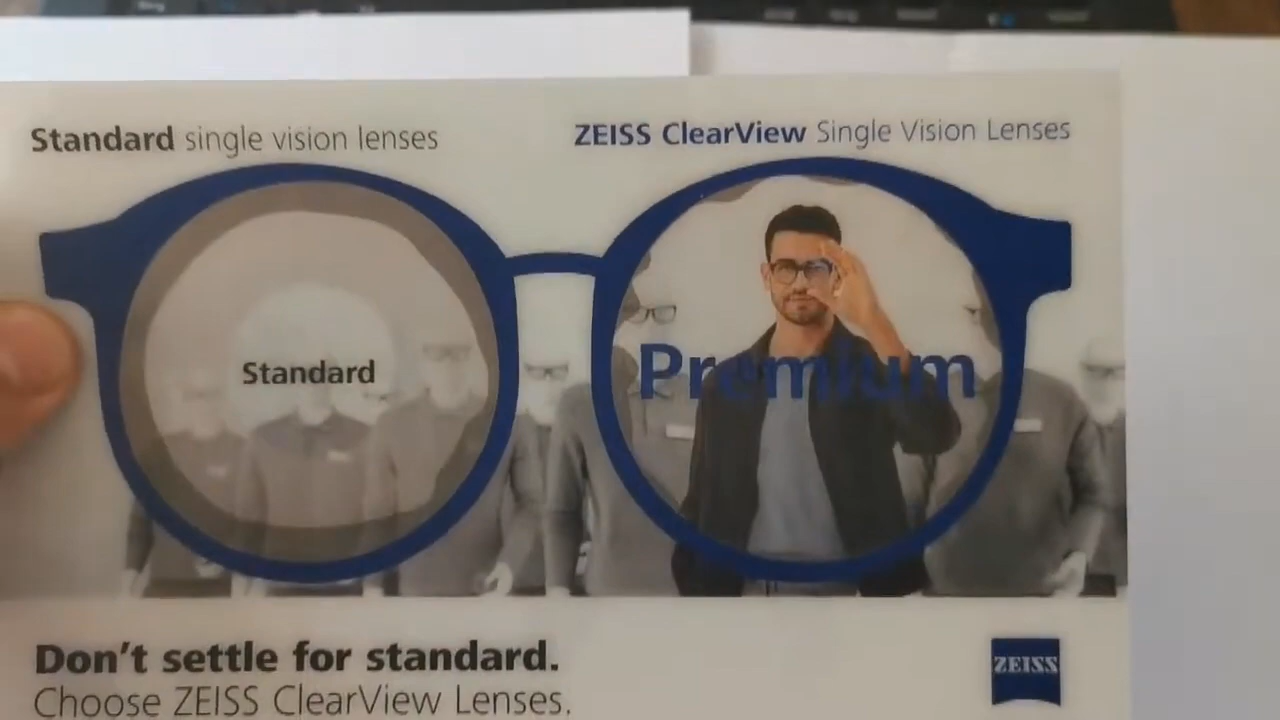 Standard single vision lenses
ZEISS ClearView Single Vision Lenses
Standard
Premium
Don't settle for standard.
Choose ZEISS ClearView Lenses.
ZEISS